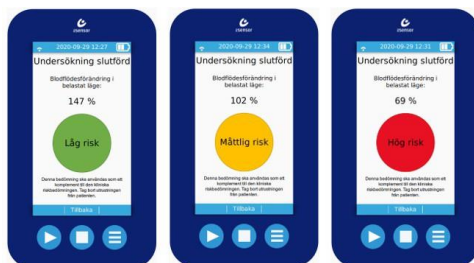 rsensor
2020-09-29 12:27
Undersökning slutförd
Blodflödesförändring i
belastat läge:
147 %
Låg risk
Denna bedömning ska användas som ett
komplement till den kliniska
riskbedömningen. Tag bort utrustningen
från patienten.
Tillbaka
2020-09-29 12:34
Undersökning slutförd
Blodflödesförändring i
belastat läge:
102 %
Måttlig risk
Denna bedömning ska användas som ett
komplement till den kliniska
riskbedömningen. Tag bort utrustningen
från patienten.
Tillbaka
2020-09-29 12:31
Undersökning slutförd
Blodflödesförändring i
belastat läge:
69 %
Hög risk
Denna bedömning ska användas som ett
komplement till den kliniska
riskbedömningen. Tag bort utrustningen
från patienten.
Tillbaka